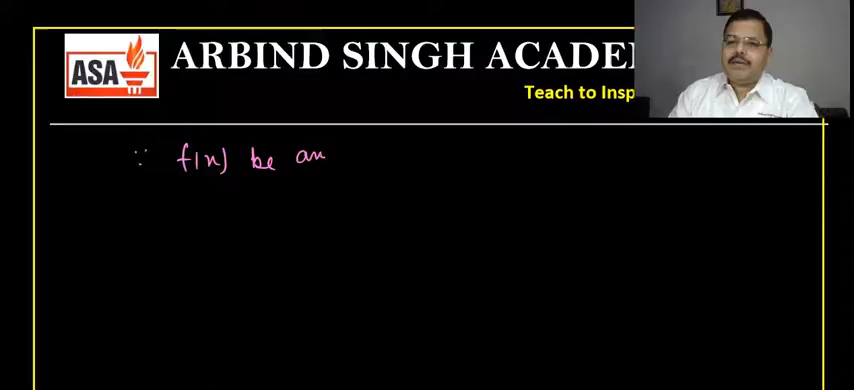 ASA
ARBIND SINGH ACADE
Teach to Insp
∵ f(x) be an